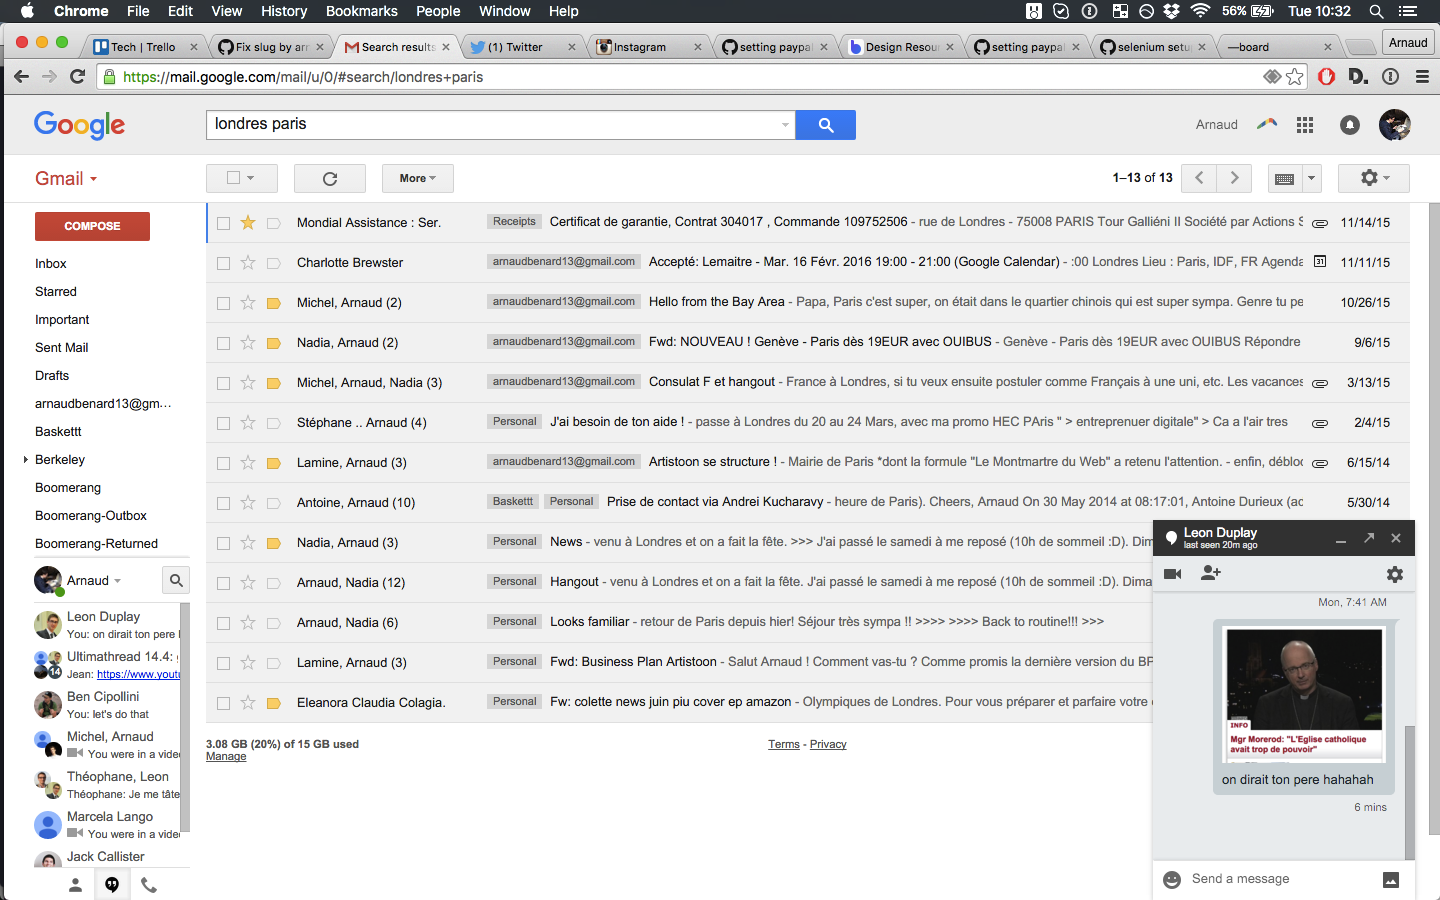 Chrome File Edit View History Bookmarks People Window Help 56% Tue 10:32
Tech | Trello Fix slug by arn Search results (1) Twitter Instagram setting paypal Design Resou setting paypal selenium setu —board Arnaud
https://mail.google.com/mail/u/0/#search/londres+paris
Google londres paris Arnaud
Gmail More 1–13 of 13
COMPOSE
Inbox
Starred
Important
Sent Mail
Drafts
arnaudbenard13@gm...
Baskettt
Berkeley
Boomerang
Boomerang-Outbox
Boomerang-Returned
Mondial Assistance : Ser. Receipts Certificat de garantie, Contrat 304017 , Commande 109752506 - rue de Londres - 75008 PARIS Tour Galliéni II Société par Actions S 11/14/15
Charlotte Brewster arnaudbenard13@gmail.com Accepté: Lemaitre - Mar. 16 Févr. 2016 19:00 - 21:00 (Google Calendar) - :00 Londres Lieu : Paris, IDF, FR Agenda 31 11/11/15
Michel, Arnaud (2) arnaudbenard13@gmail.com Hello from the Bay Area - Papa, Paris c'est super, on était dans le quartier chinois qui est super sympa. Genre tu pe 10/26/15
Nadia, Arnaud (2) arnaudbenard13@gmail.com Fwd: NOUVEAU ! Genève - Paris dès 19EUR avec OUIBUS - Genève - Paris dès 19EUR avec OUIBUS Répondre 9/6/15
Michel, Arnaud, Nadia (3) arnaudbenard13@gmail.com Consulat F et hangout - France à Londres, si tu veux ensuite postuler comme Français à une uni, etc. Les vacances 3/13/15
Stéphane .. Arnaud (4) Personal J'ai besoin de ton aide ! - passe à Londres du 20 au 24 Mars, avec ma promo HEC PAris " > entreprenuer digitale" > Ca a l'air tres 2/4/15
Lamine, Arnaud (3) arnaudbenard13@gmail.com Artistoon se structure ! - Mairie de Paris *dont la formule "Le Montmartre du Web" a retenu l'attention. - enfin, débloc 6/15/14
Antoine, Arnaud (10) Baskettt Personal Prise de contact via Andrei Kucharavy - heure de Paris). Cheers, Arnaud On 30 May 2014 at 08:17:01, Antoine Durieux (ac 5/30/14
Nadia, Arnaud (3) Personal News - venu à Londres et on a fait la fête. >>> J'ai passé le samedi à me reposé (10h de sommeil :D). Dim
Arnaud, Nadia (12) Personal Hangout - venu à Londres et on a fait la fête. J'ai passé le samedi à me reposé (10h de sommeil :D). Dima
Arnaud, Nadia (6) Personal Looks familiar - retour de Paris depuis hier! Séjour très sympa !! >>>> >>>> Back to routine!!! >>>
Lamine, Arnaud (3) Personal Fwd: Business Plan Artistoon - Salut Arnaud ! Comment vas-tu ? Comme promis la dernière version du BP
Eleanora Claudia Colagia. Personal Fw: colette news juin piu cover ep amazon - Olympiques de Londres. Pour vous préparer et parfaire votre
3.08 GB (20%) of 15 GB used
Manage
Terms - Privacy
Arnaud
Leon Duplay
You: on dirait ton pere
Ultimathread 14.4:
Jean: https://www.yout
14
Ben Cipollini
You: let's do that
Michel, Arnaud
You were in a video
Théophane, Leon
Théophane: Je me tâte
Marcela Lango
You were in a video
Jack Callister
Leon Duplay
last seen 20m ago
Mon, 7:41 AM
INFO
Mgr Morerod: "L'Eglise catholique
avait trop de pouvoir"
on dirait ton pere hahahah
6 mins
Send a message